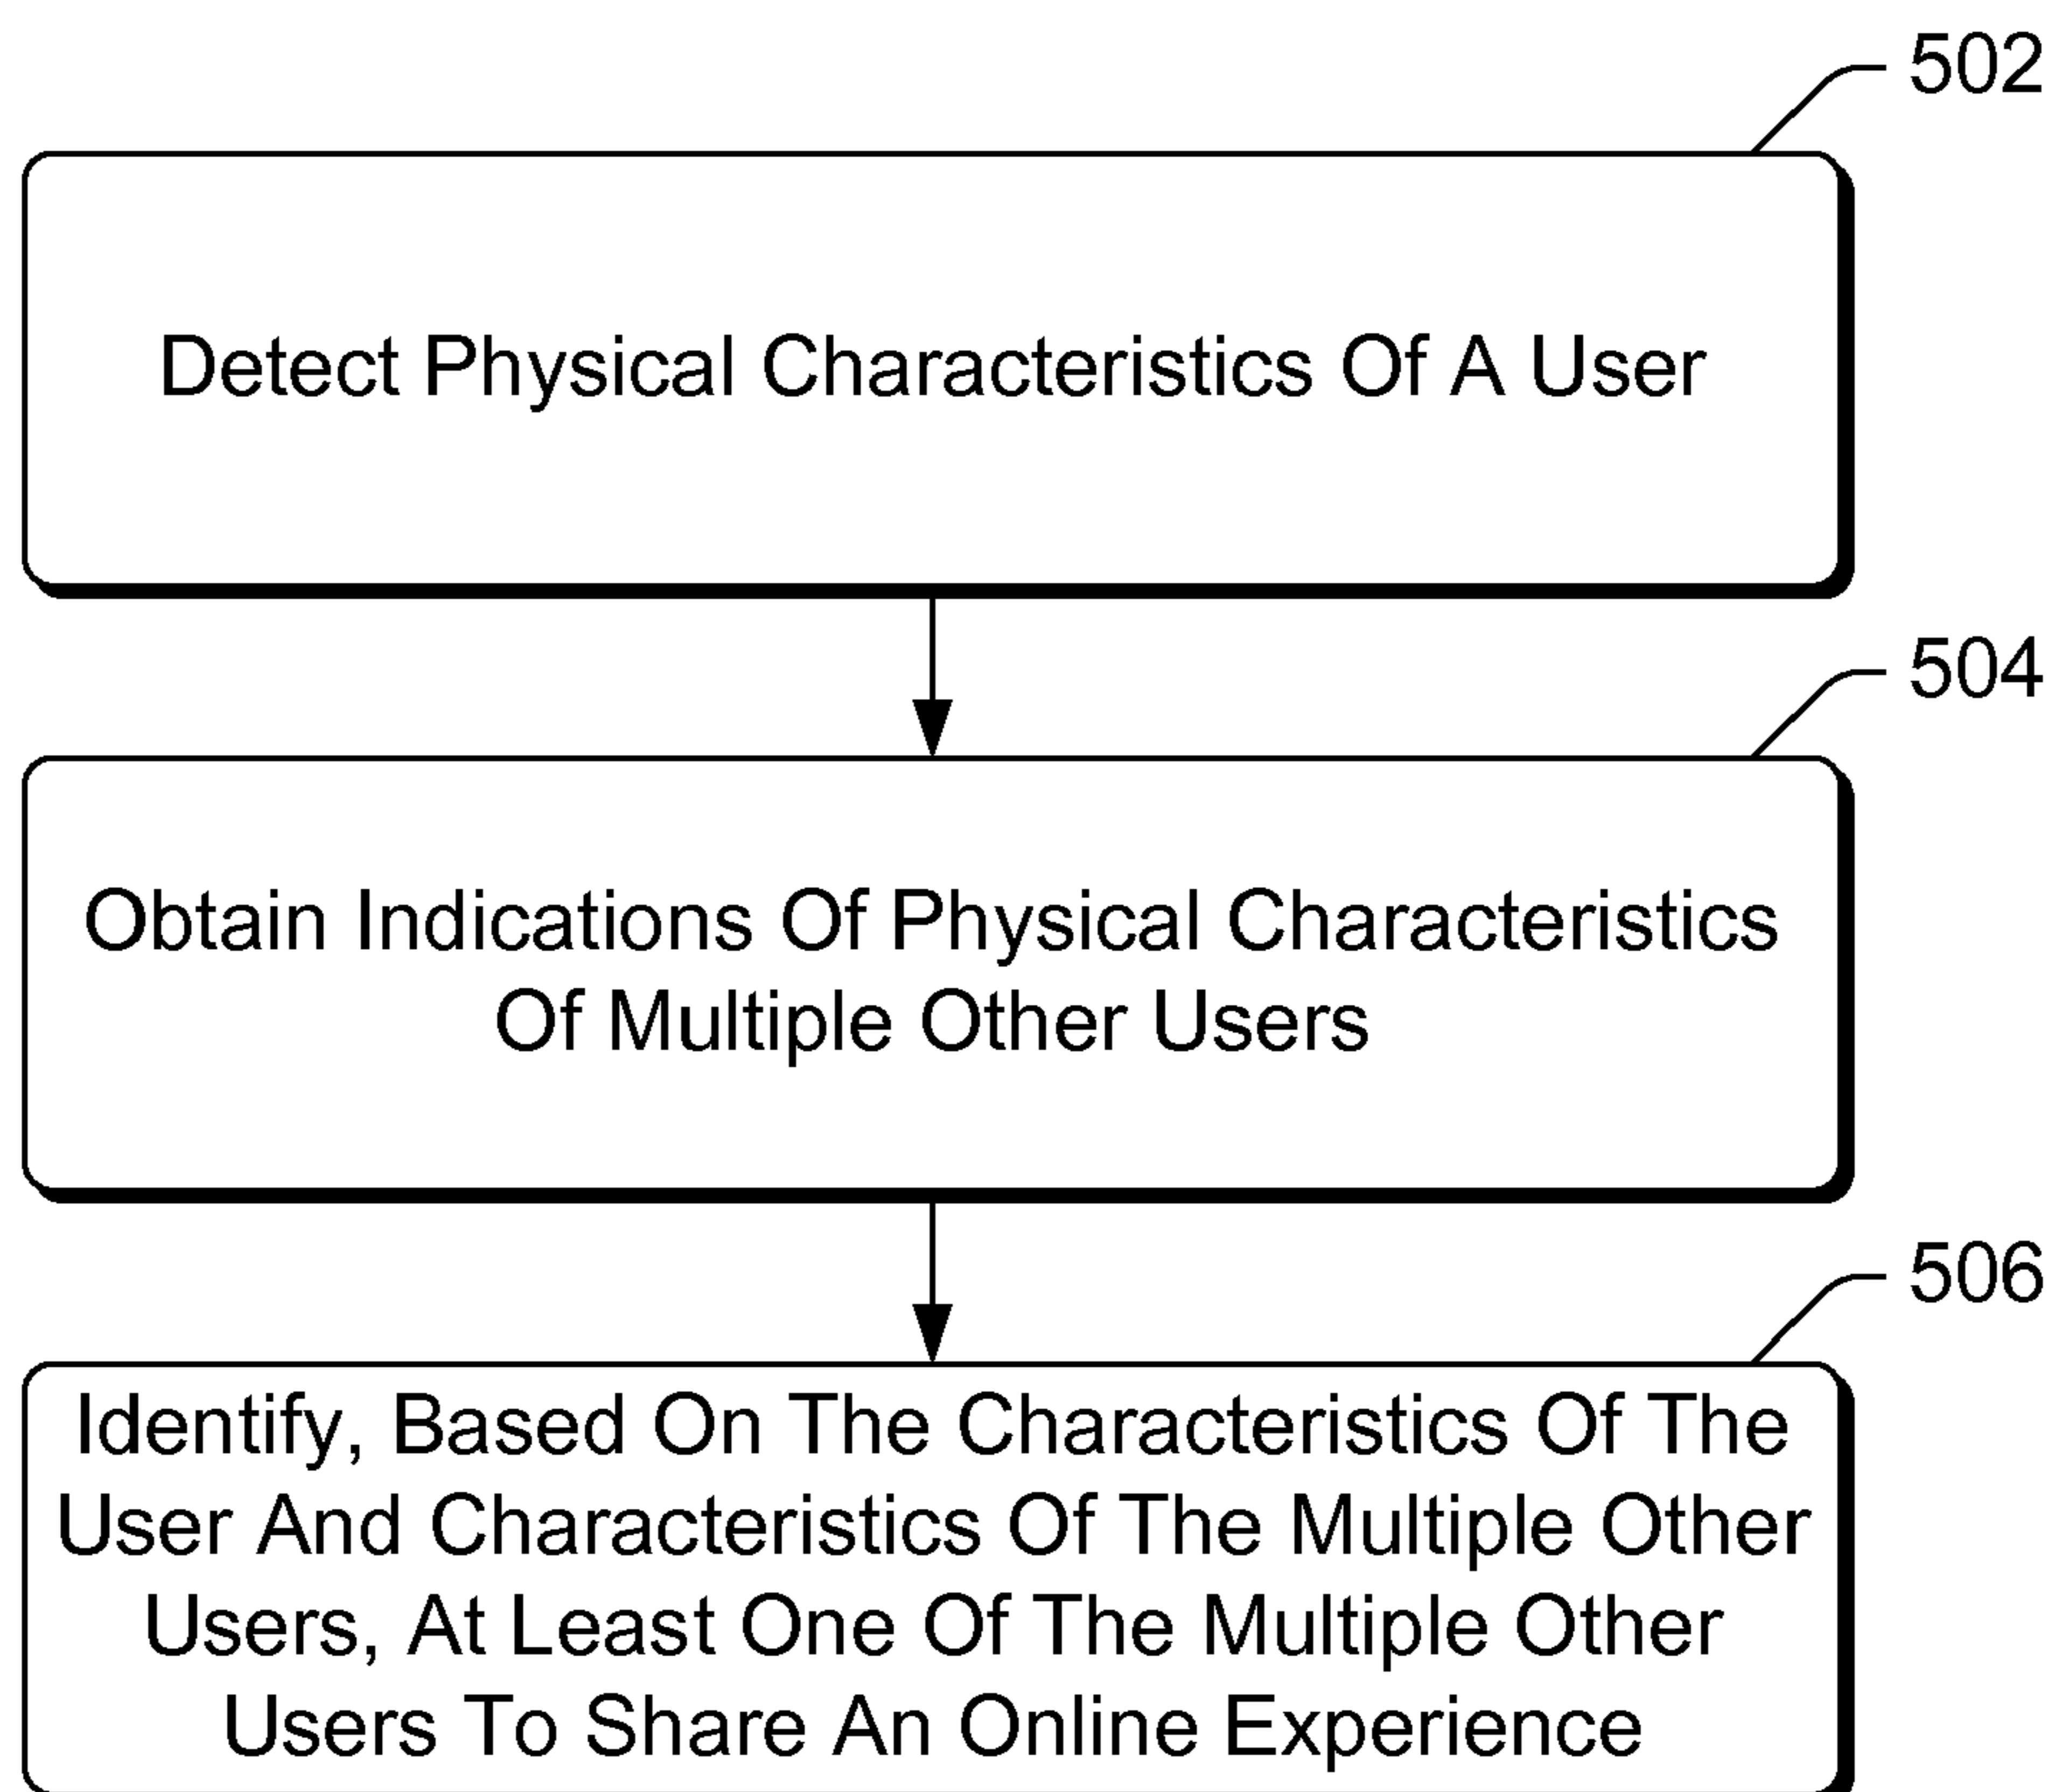 502
Detect Physical Characteristics Of A User
504
Obtain Indications Of Physical Characteristics
Of Multiple Other Users
506
Identify, Based On The Characteristics Of The
User And Characteristics Of The Multiple Other
Users, At Least One Of The Multiple Other
Users To Share An Online Experience